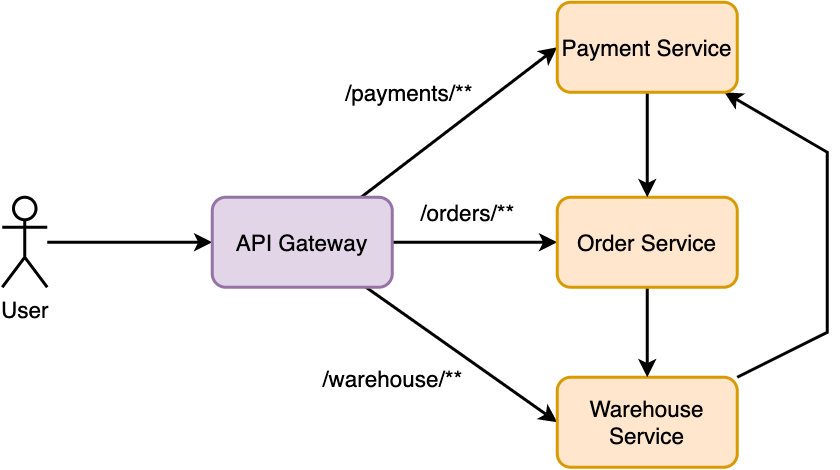 Payment Service
/payments/**
/orders/**
API Gateway
Order Service
User
/warehouse/**
Warehouse
Service